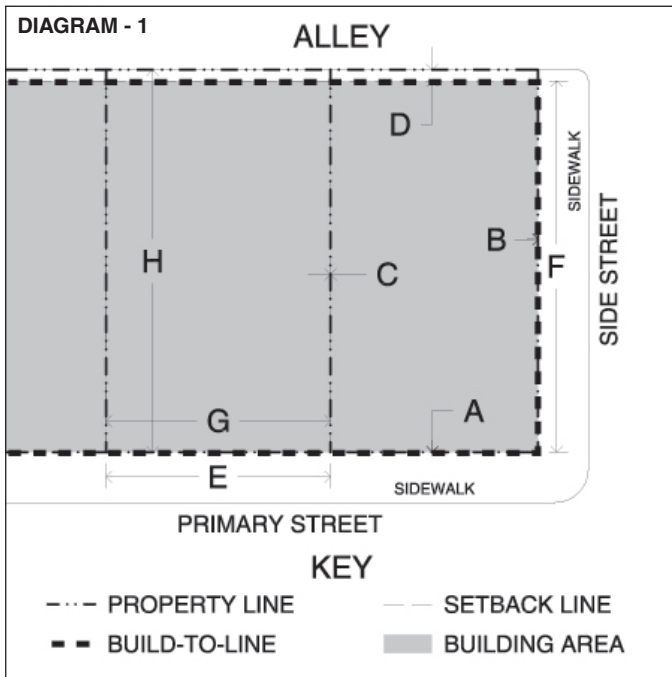 DIAGRAM - 1
ALLEY
D
SIDEWALK
B
SIDE STREET
H
F
C
A
G
E
SIDEWALK
PRIMARY STREET
KEY
PROPERTY LINE
SETBACK LINE
BUILD-TO-LINE
BUILDING AREA